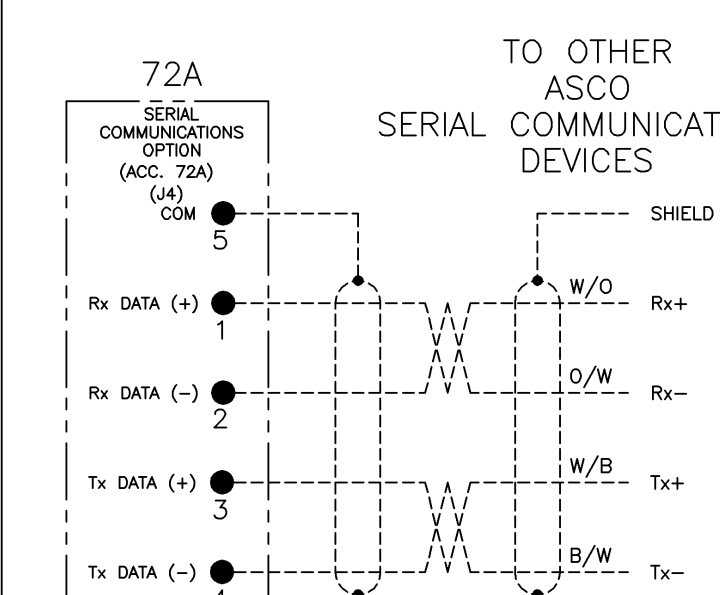 72A
TO OTHER
ASCO
SERIAL COMMUNICAT
DEVICES
SERIAL
COMMUNICATIONS
OPTION
(ACC. 72A)
(J4)
COM
5
SHIELD
Rx DATA (+)
1
W/O
Rx+
Rx DATA (-)
2
O/W
Rx-
Tx DATA (+)
3
W/B
Tx+
Tx DATA (-)
B/W
Tx-